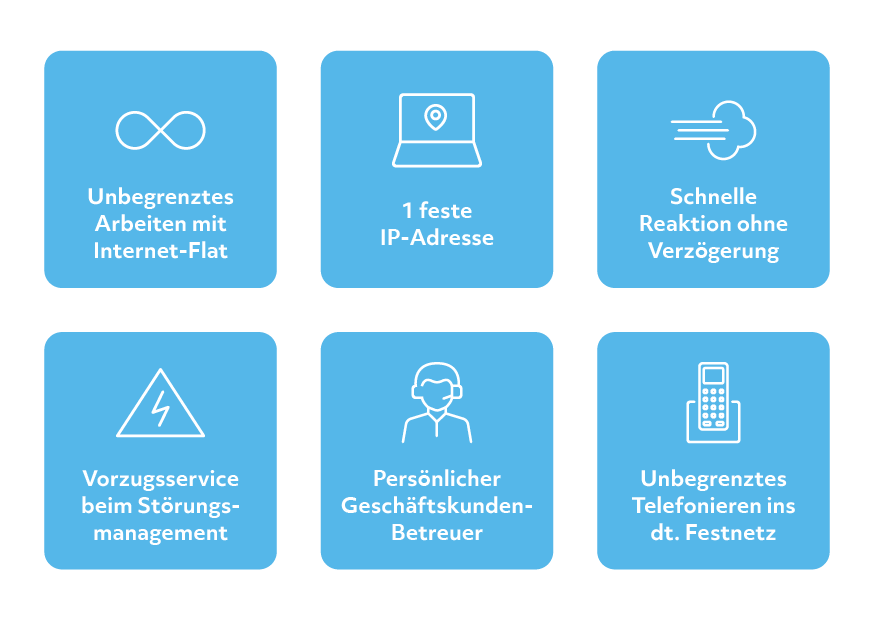 Unbegrenztes
Arbeiten mit
Internet-Flat
1 feste
IP-Adresse
Schnelle
Reaktion ohne
Verzögerung
Vorzugsservice
beim Störungs-
management
Persönlicher
Geschäftskunden-
Betreuer
Unbegrenztes
Telefonieren ins
dt. Festnetz